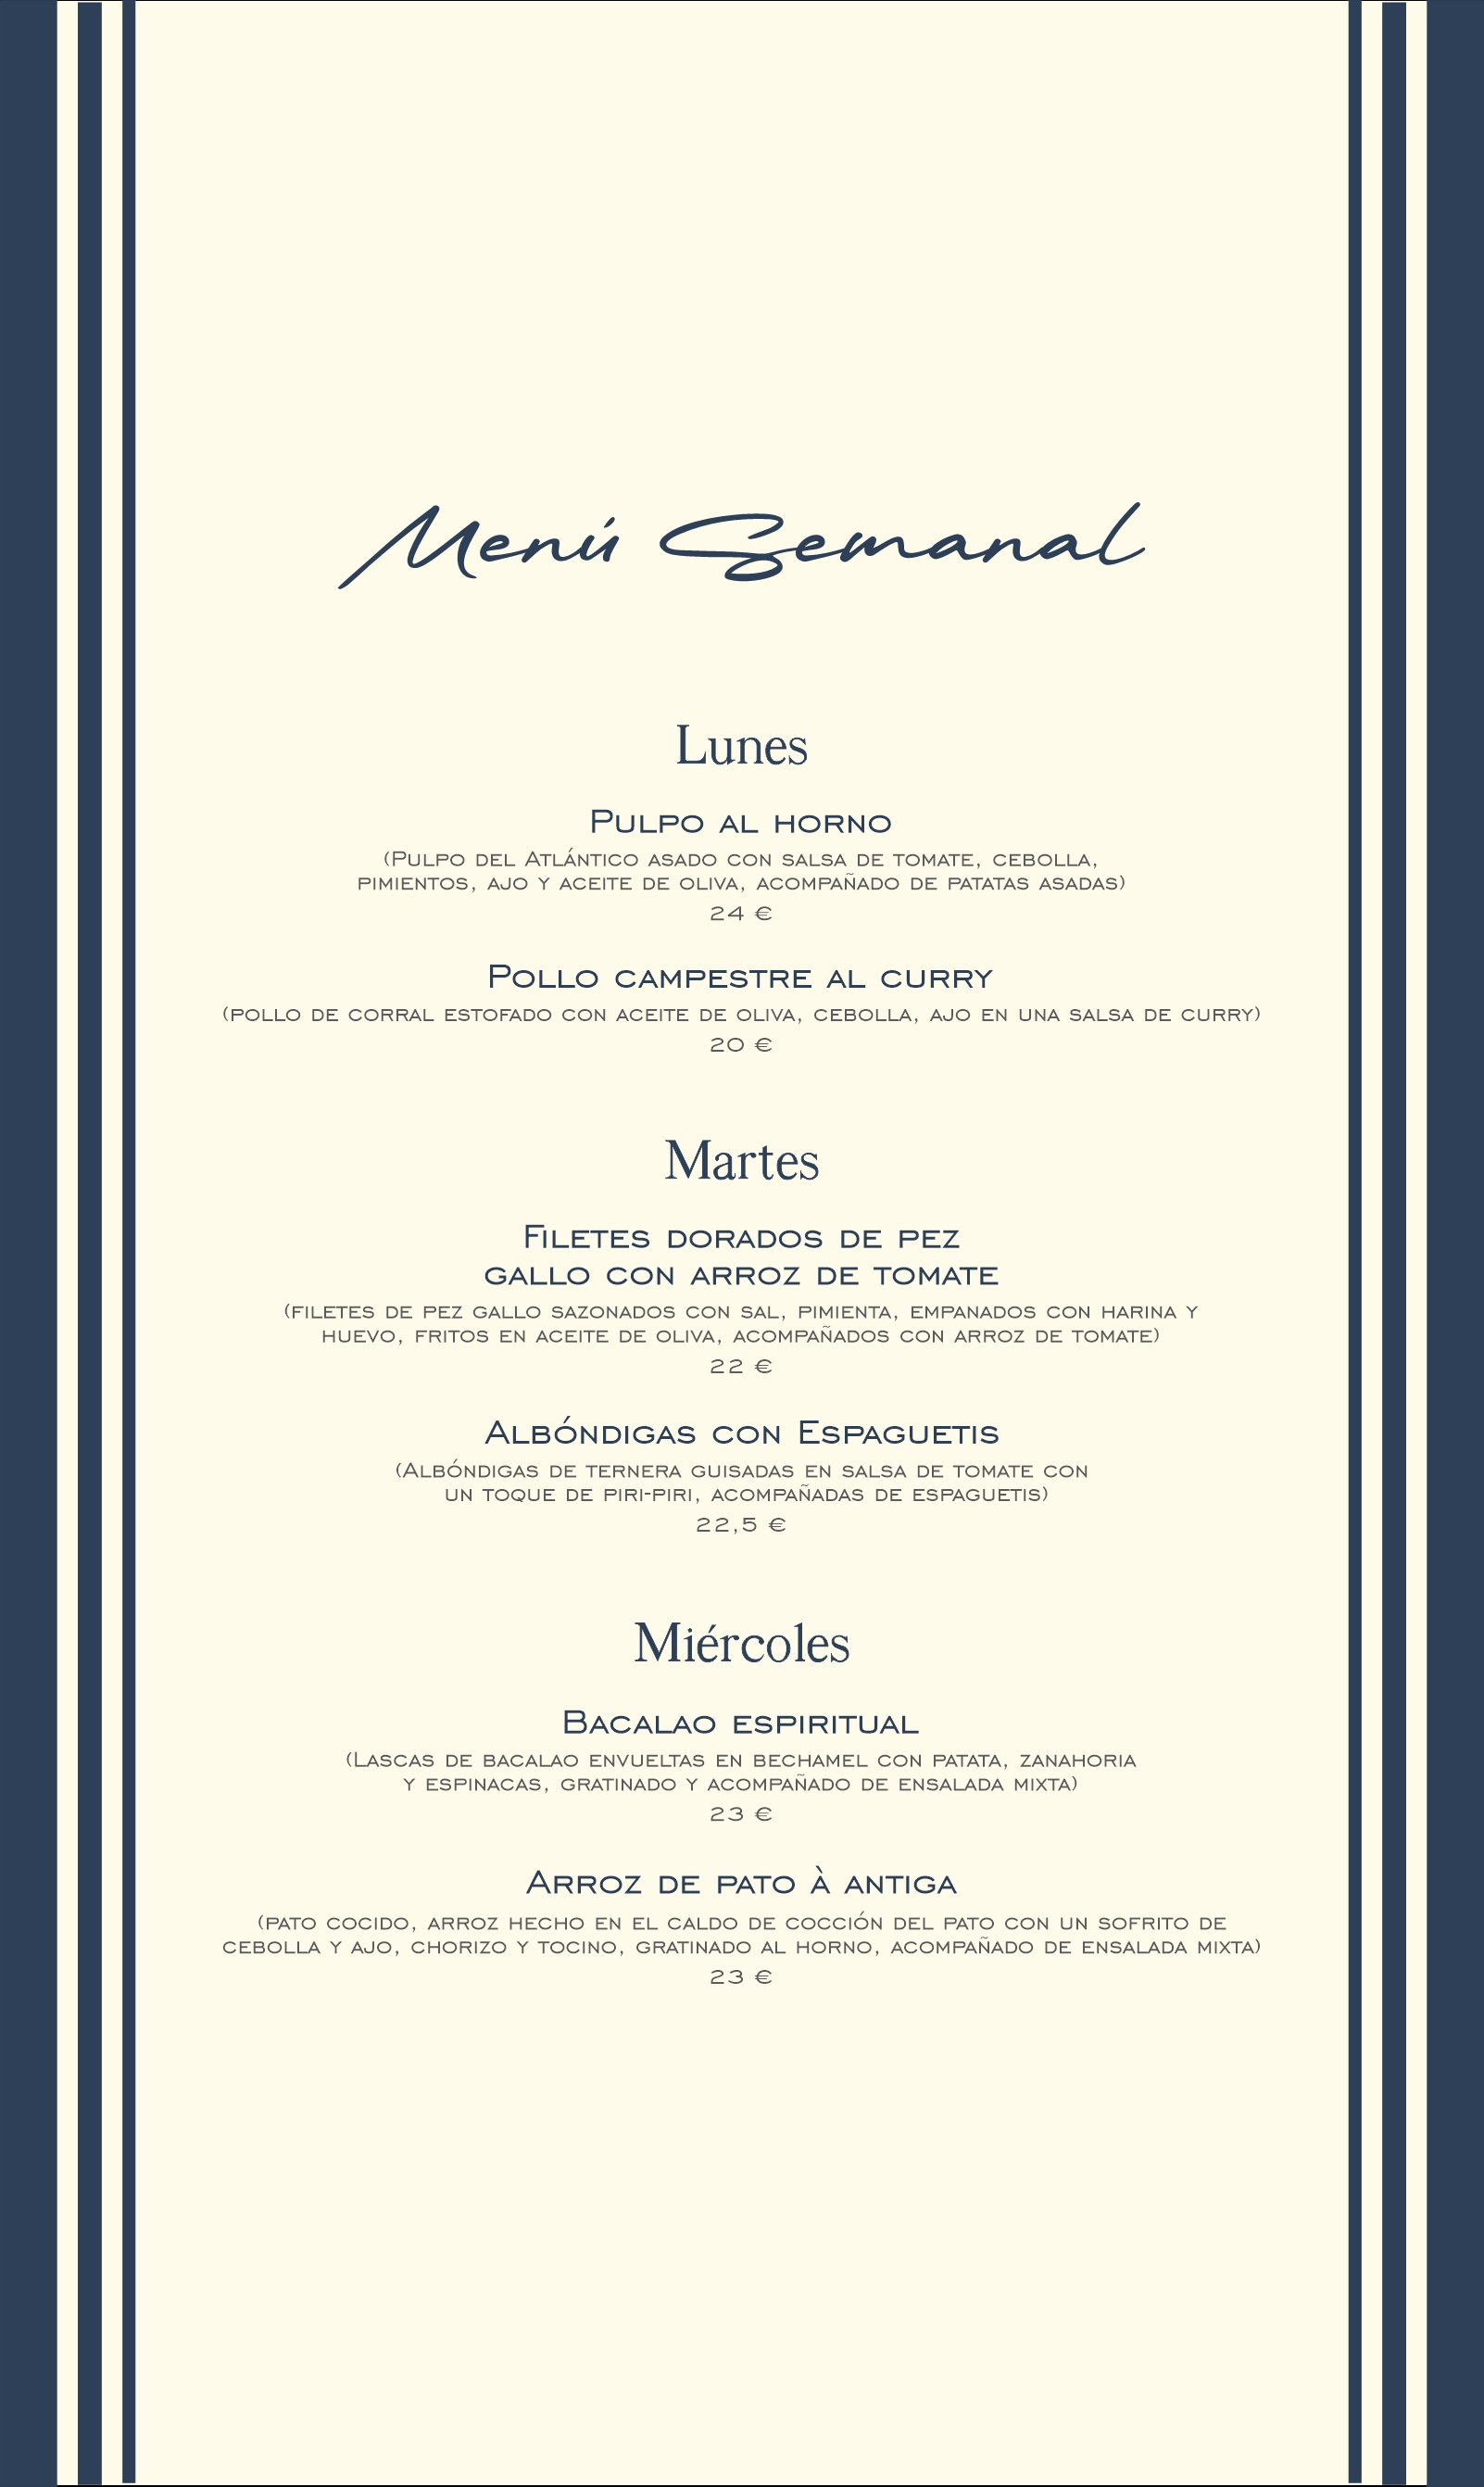 Menú Semanal
Lunes
Pulpo al horno
(Pulpo del Atlántico asado con salsa de tomate, cebolla,
pimientos, ajo y aceite de oliva, acompañado de patatas asadas)
24 €
Pollo campestre al curry
(pollo de corral estofado con aceite de oliva, cebolla, ajo en una salsa de curry)
20 €
Martes
Filetes dorados de pez
gallo con arroz de tomate
(filetes de pez gallo sazonados con sal, pimienta, empanados con harina y
huevo, fritos en aceite de oliva, acompañados con arroz de tomate)
22 €
Albóndigas con Espaguetis
(Albóndigas de ternera guisadas en salsa de tomate con
un toque de piri-piri, acompañadas de espaguetis)
22,5 €
Miércoles
Bacalao espiritual
(Lascas de bacalao envueltas en bechamel con patata, zanahoria
y espinacas, gratinado y acompañado de ensalada mixta)
23 €
Arroz de pato à antiga
(pato cocido, arroz hecho en el caldo de cocción del pato con un sofrito de
cebolla y ajo, chorizo y tocino, gratinado al horno, acompañado de ensalada mixta)
23 €